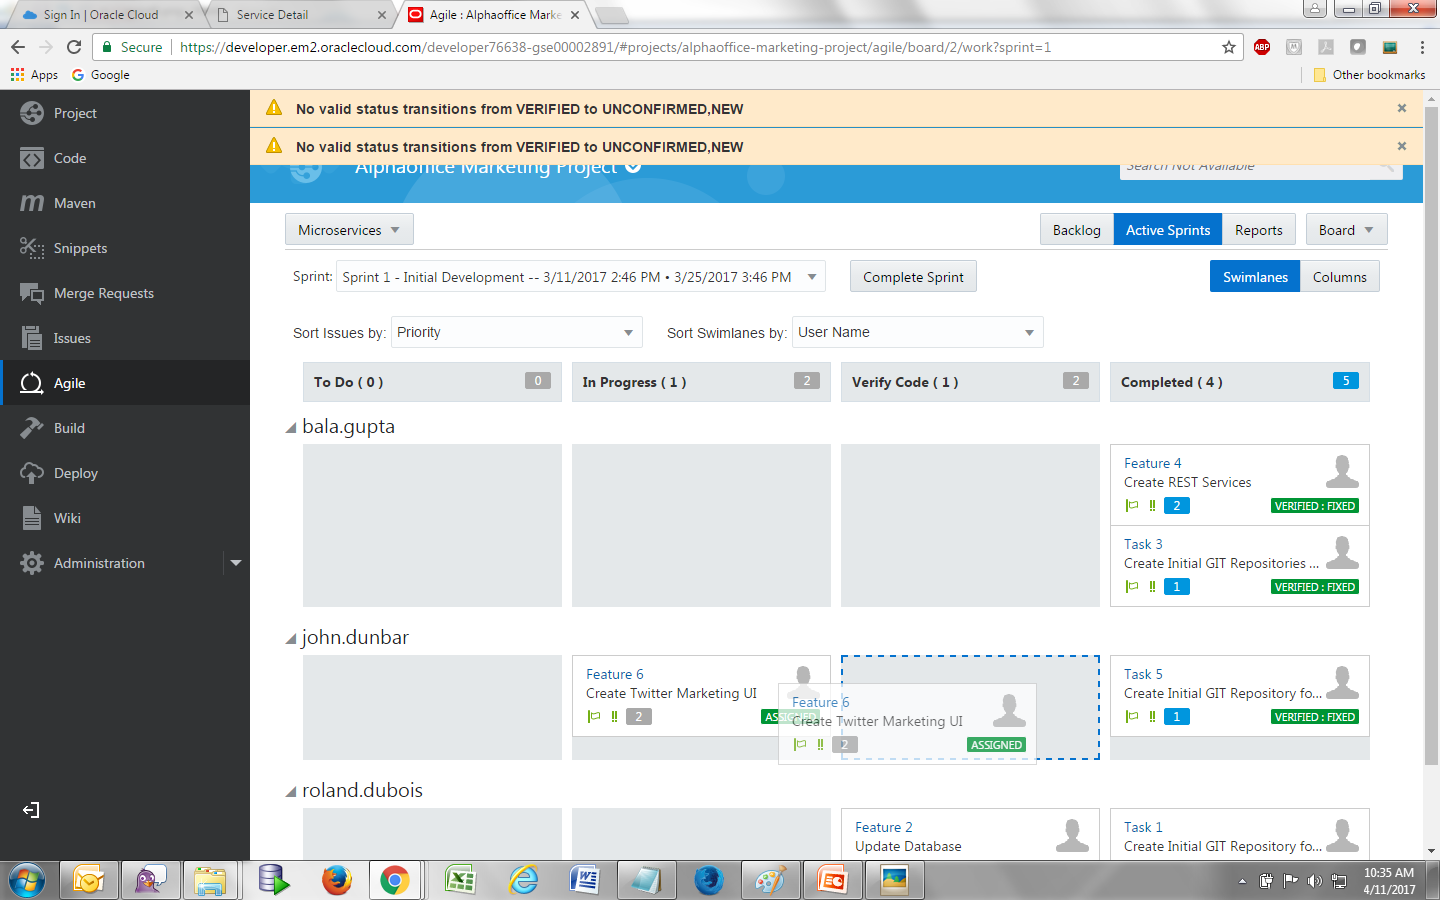 Sign In | Oracle Cloud
Service Detail
Agile : Alphaoffice Marke
Secure
https://developer.em2.oraclecloud.com/developer76638-gse00002891/#projects/alphaoffice-marketing-project/agile/board/2/work?sprint=1
ABP
Apps
Google
Other bookmarks
Project
Code
Maven
Snippets
Merge Requests
Issues
Agile
Build
Deploy
Wiki
Administration
No valid status transitions from VERIFIED to UNCONFIRMED,NEW
No valid status transitions from VERIFIED to UNCONFIRMED,NEW
Alphaoffice Marketing Project
Search Not Available
Microservices
Backlog
Active Sprints
Reports
Board
Sprint:
Sprint 1 - Initial Development -- 3/11/2017 2:46 PM • 3/25/2017 3:46 PM
Complete Sprint
Swimlanes
Columns
Sort Issues by:
Priority
Sort Swimlanes by:
User Name
To Do ( 0 )
0
In Progress ( 1 )
2
Verify Code ( 1 )
2
Completed ( 4 )
5
bala.gupta
Feature 4
Create REST Services
2
VERIFIED : FIXED
Task 3
Create Initial GIT Repositories ...
1
VERIFIED : FIXED
john.dunbar
Feature 6
Create Twitter Marketing UI
2
Feature 6
Create Twitter Marketing UI
2
ASSIGNED
Task 5
Create Initial GIT Repository fo...
1
VERIFIED : FIXED
roland.dubois
Feature 2
Update Database
Task 1
Create Initial GIT Repository fo...
10:35 AM
4/11/2017